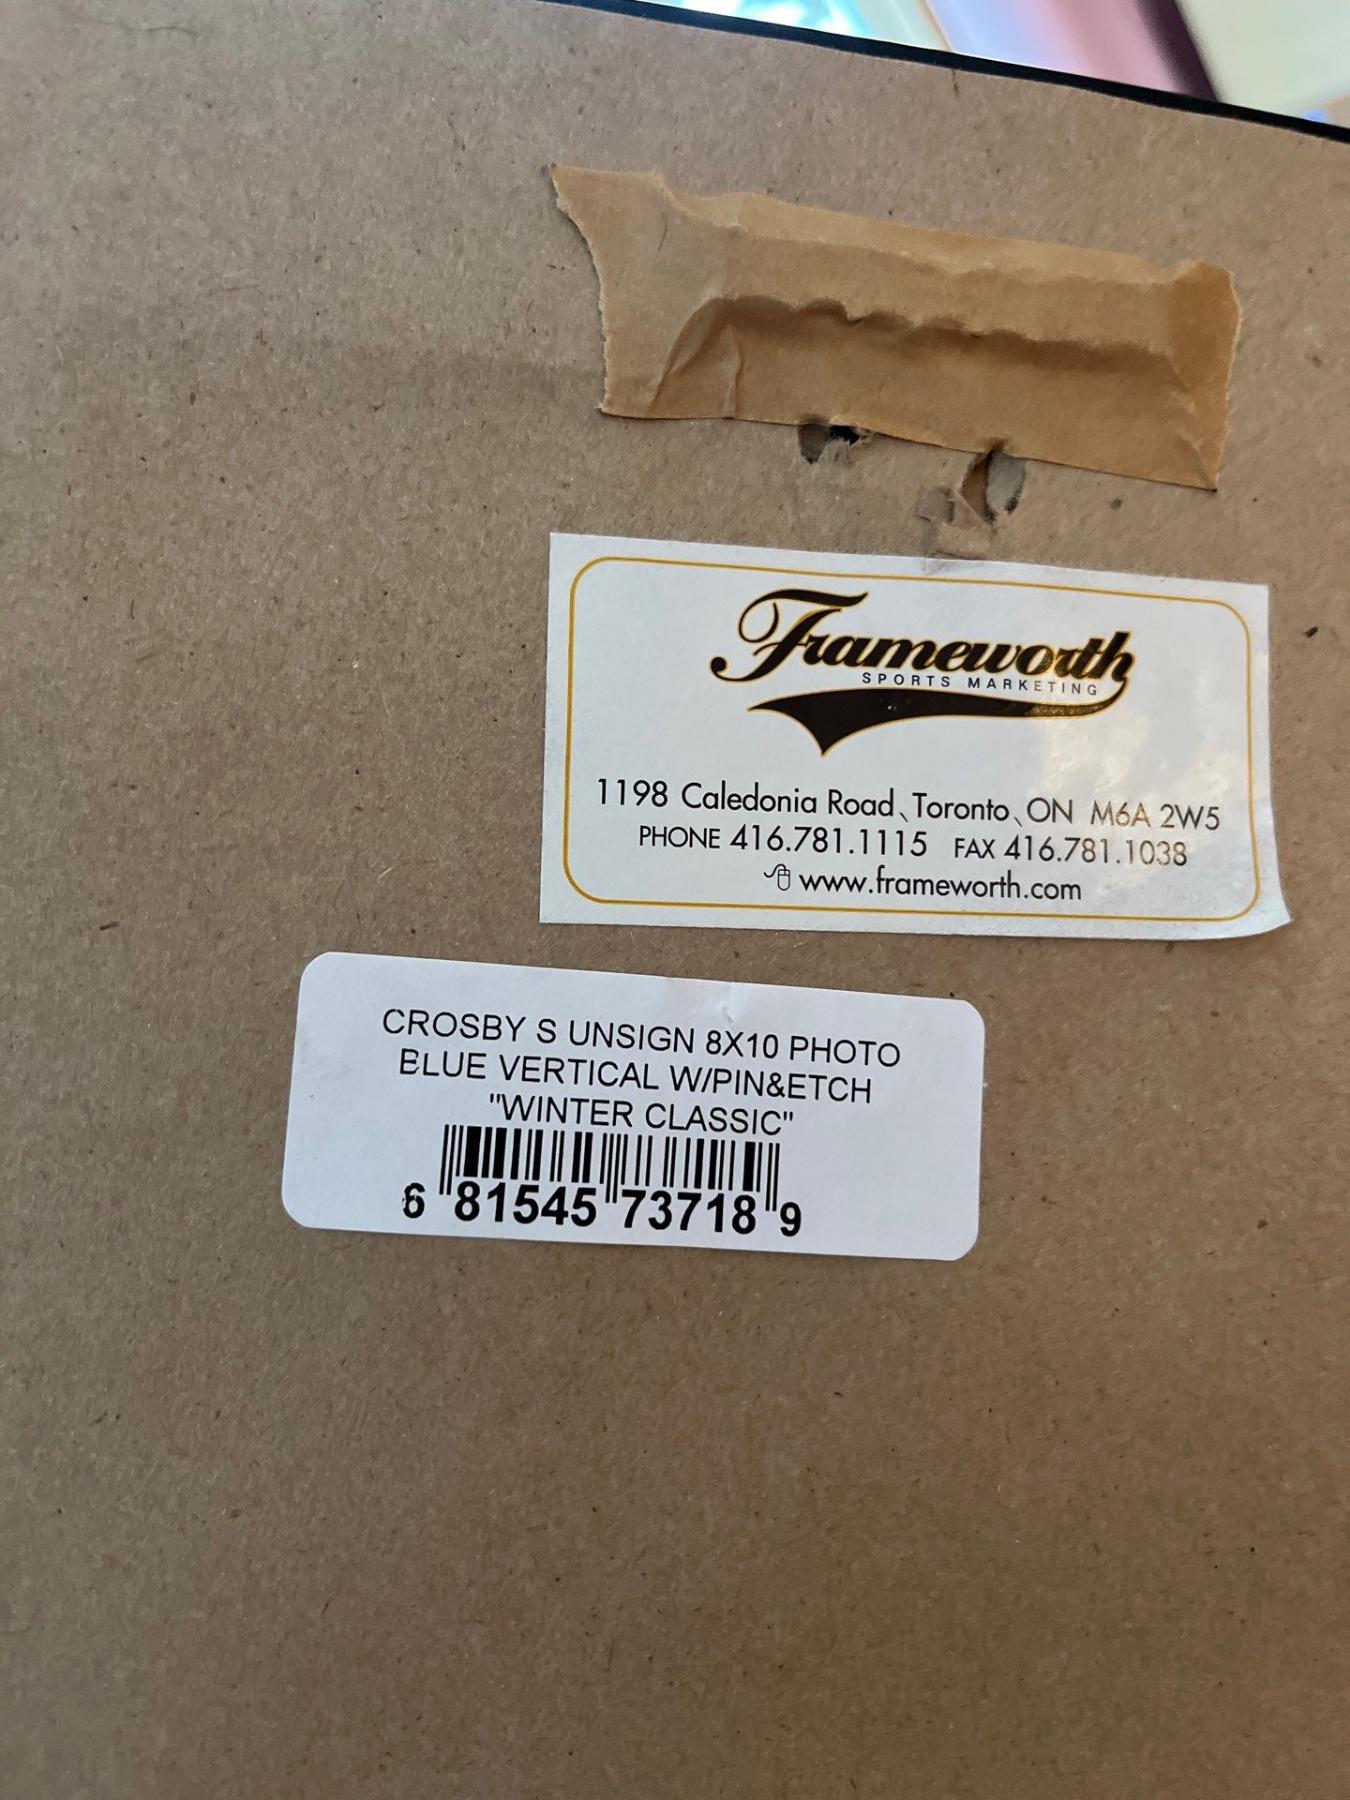 Frameworth
SPORTS MARKETING
1198 Caledonia Road, Toronto, ON M6A 2W5
PHONE 416.781.1115 FAX 416.781.1038
www.frameworth.com
CROSBY S UNSIGN 8X10 PHOTO
BLUE VERTICAL W/PIN&ETCH
"WINTER CLASSIC"
6 81545 73718 9